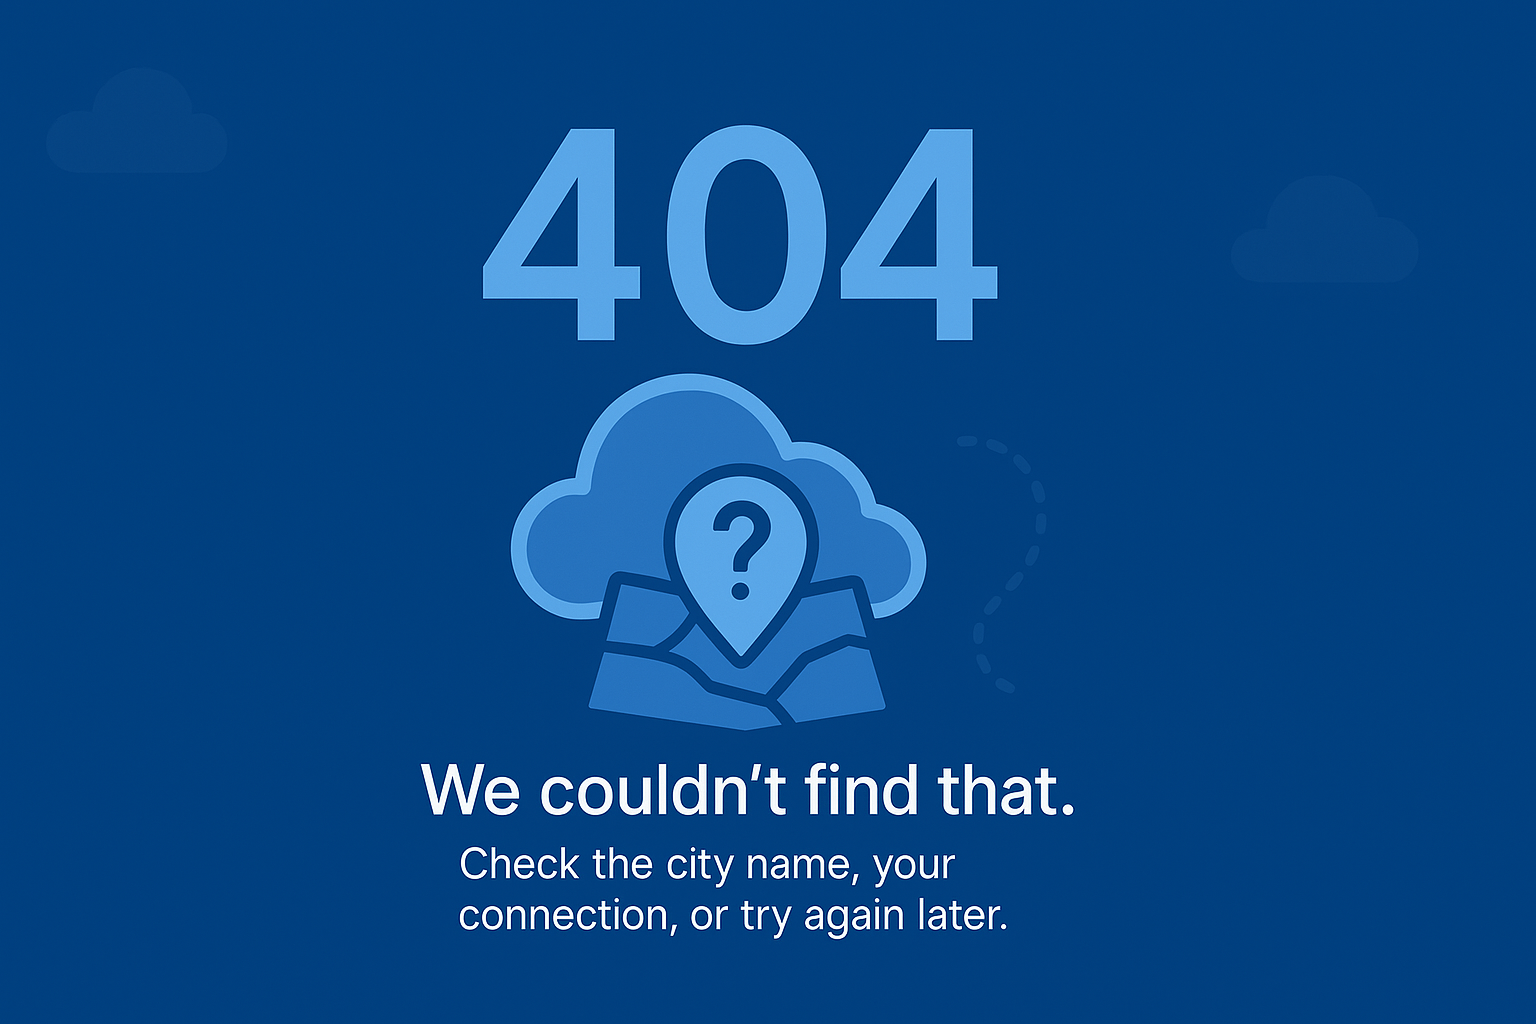 404
?
We couldn’t find that.
Check the city name, your
connection, or try again later.